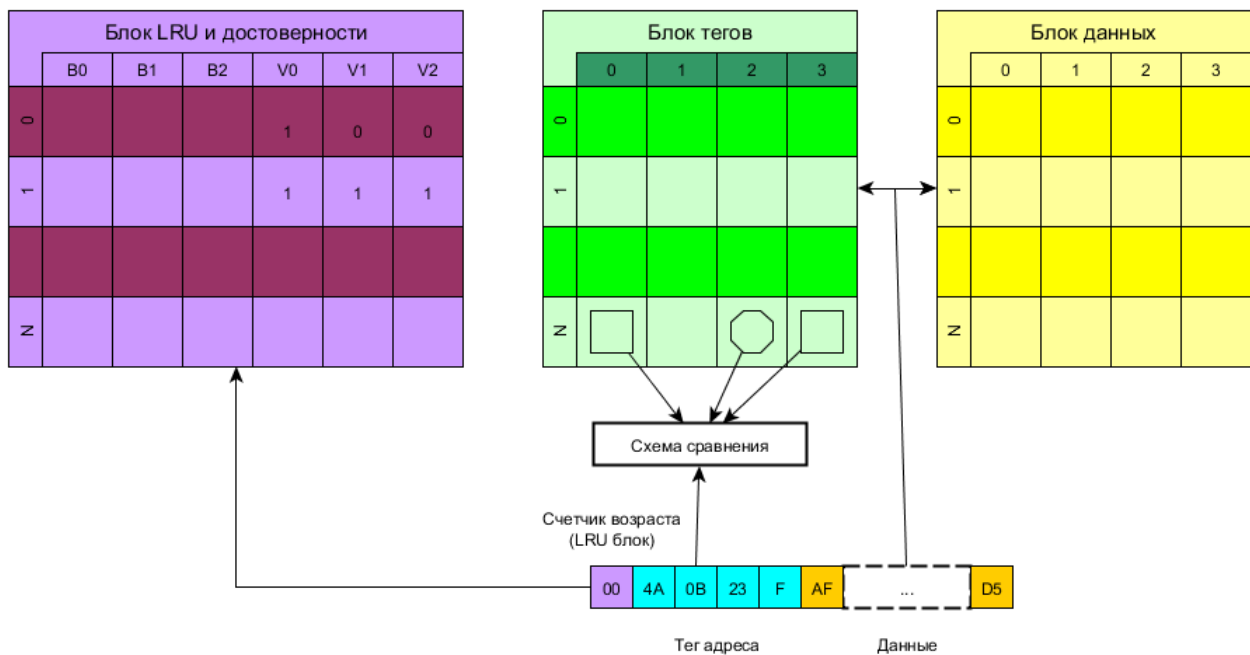 Блок LRU и достоверности
B0 B1 B2 V0 V1 V2
0 1 0 0
1 1 1 1
N
Блок тегов
0 1 2 3
0
1
N
Блок данных
0 1 2 3
0
1
N
Схема сравнения
Счетчик возраста
(LRU блок)
00 4A 0B 23 F AF ... D5
Тег адреса
Данные